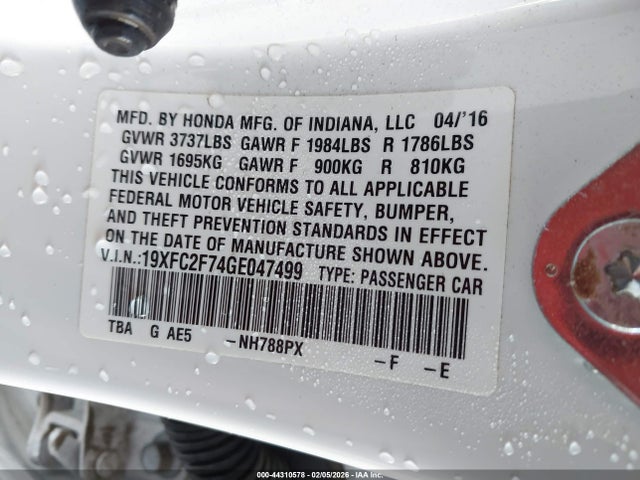 MFD. BY HONDA MFG. OF INDIANA, LLC 04/'16
GVWR 3737LBS GAWR F 1984LBS R 1786LBS
GVWR 1695KG GAWR F 900KG R 810KG
THIS VEHICLE CONFORMS TO ALL APPLICABLE
FEDERAL MOTOR VEHICLE SAFETY, BUMPER,
AND THEFT PREVENTION STANDARDS IN EFFECT
ON THE DATE OF MANUFACTURE SHOWN ABOVE.
V.I.N.:19XFC2F74GE047499 TYPE: PASSENGER CAR
TBA G AE5 –NH788PX –F –E
000-44310578 - 02/05/2026 - IAA Inc.